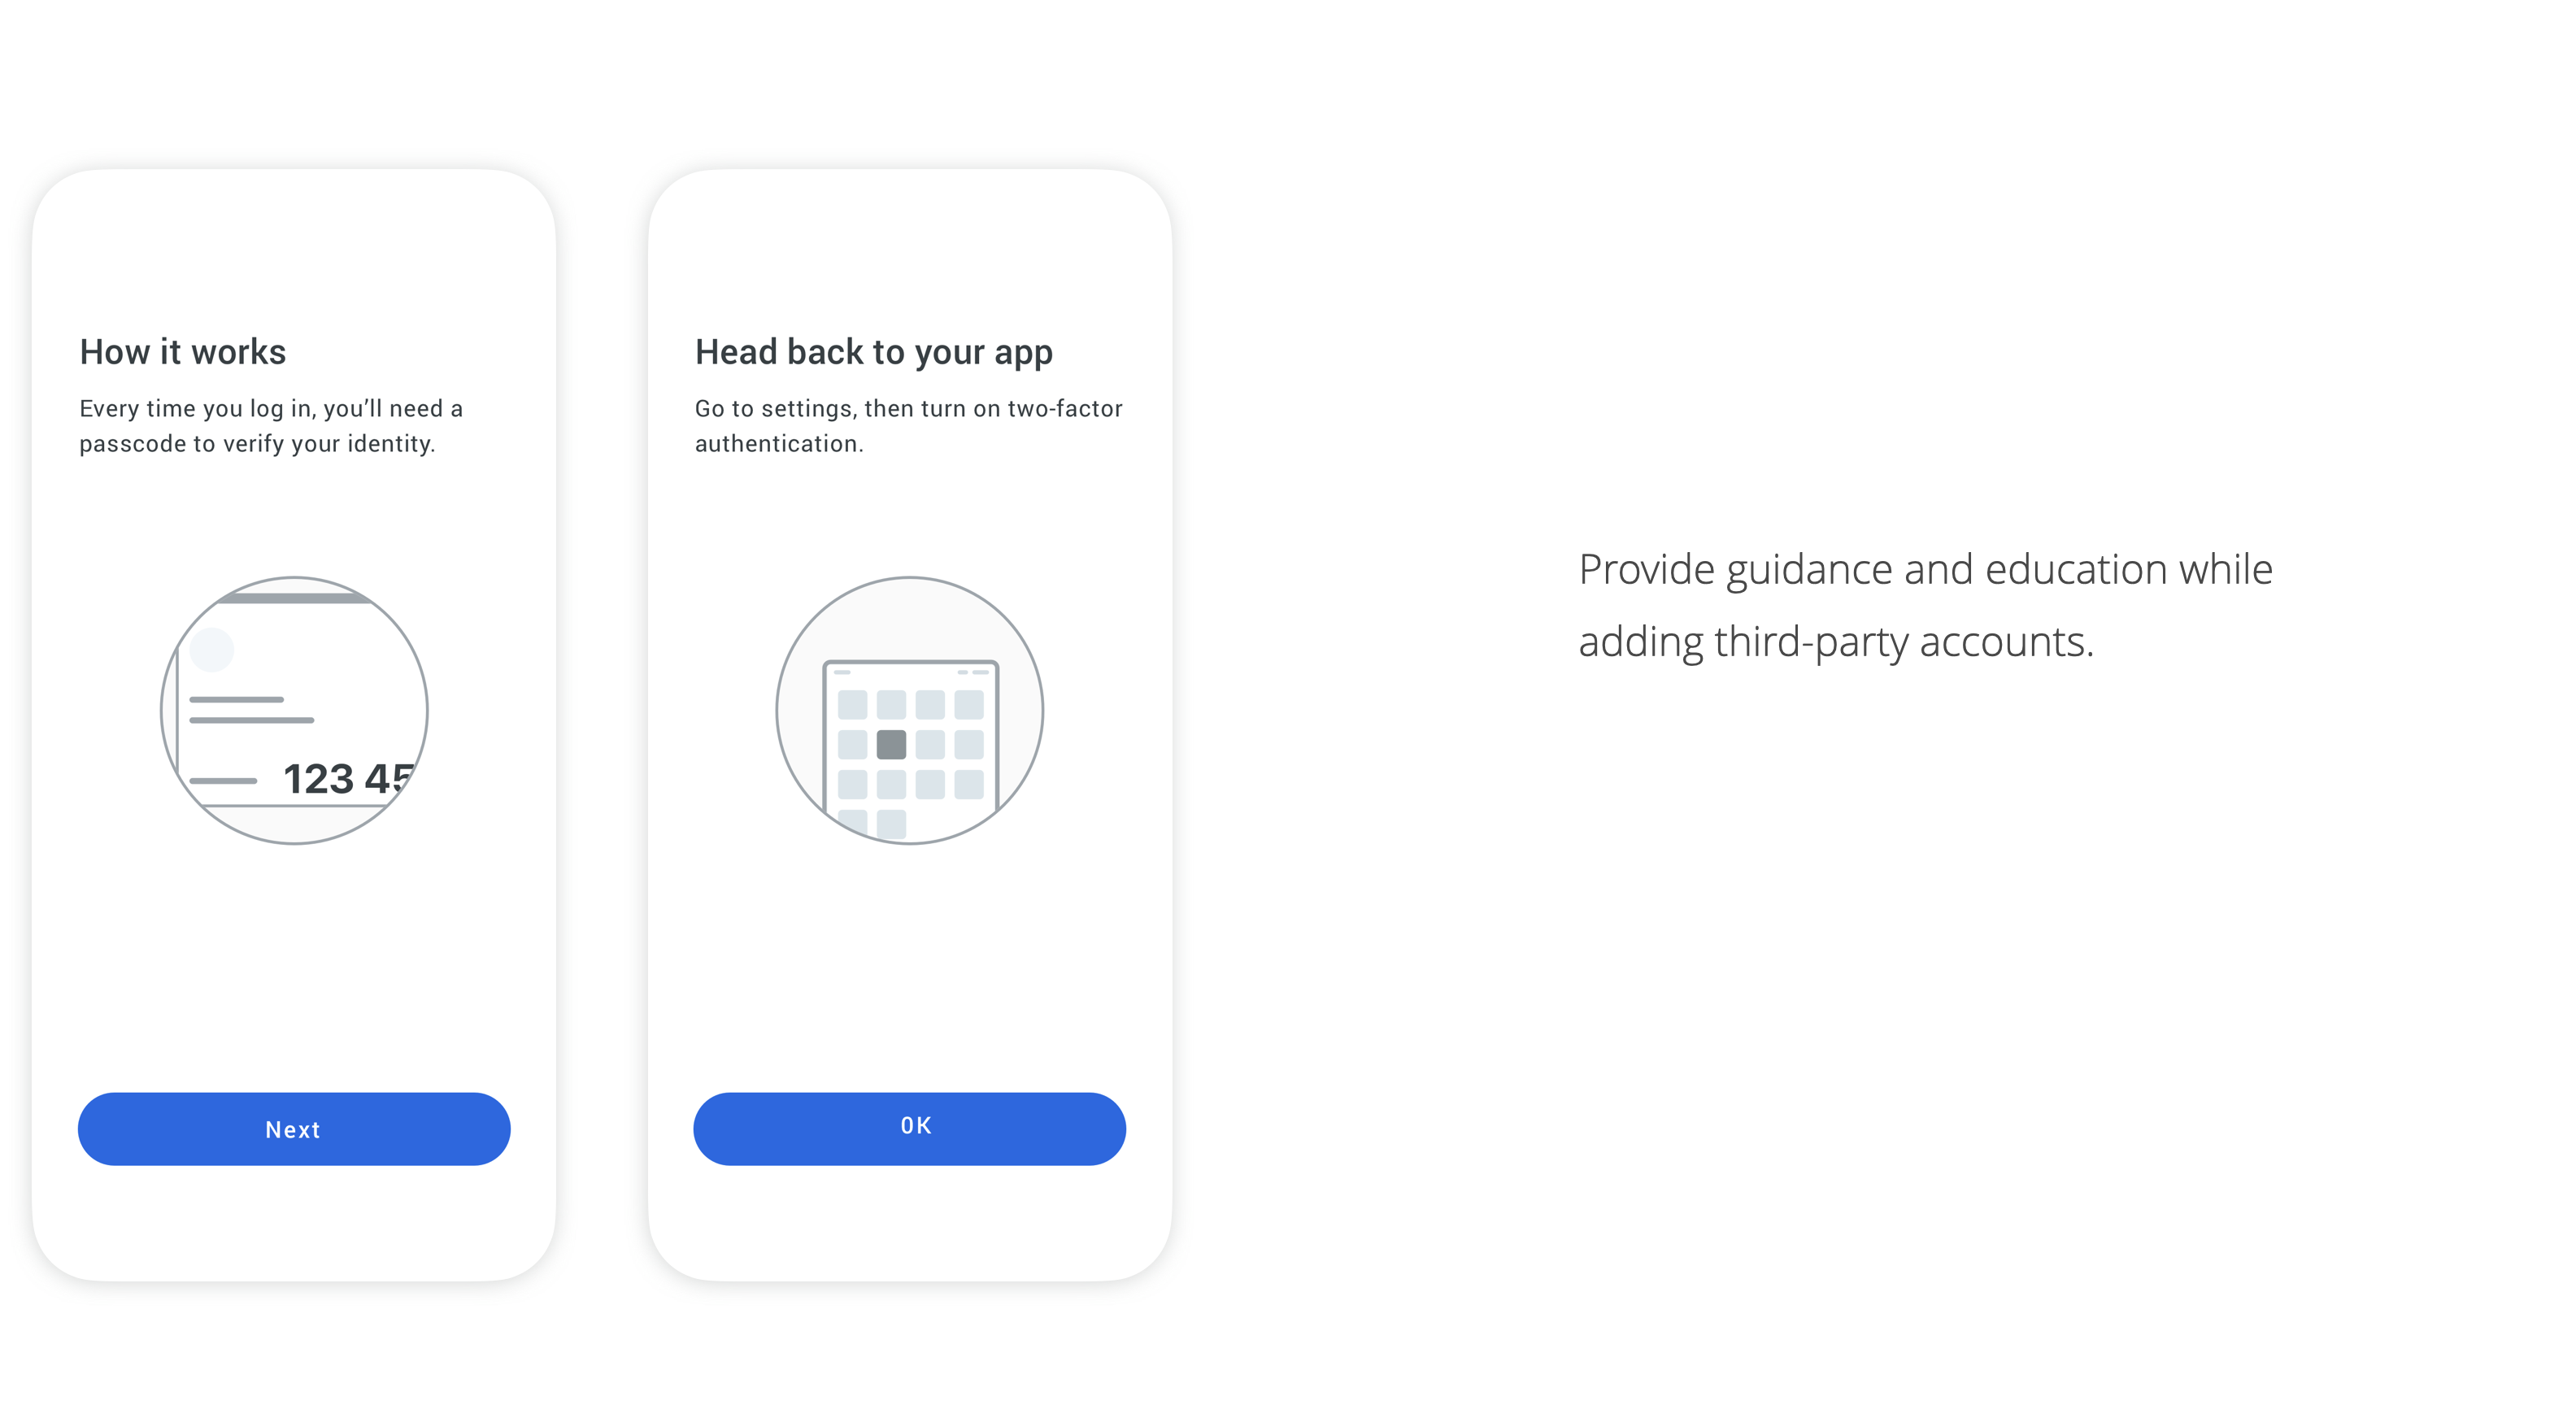 How it works
Every time you log in, you’ll need a
passcode to verify your identity.
123 45
Next
Head back to your app
Go to settings, then turn on two-factor
authentication.
OK
Provide guidance and education while
adding third-party accounts.